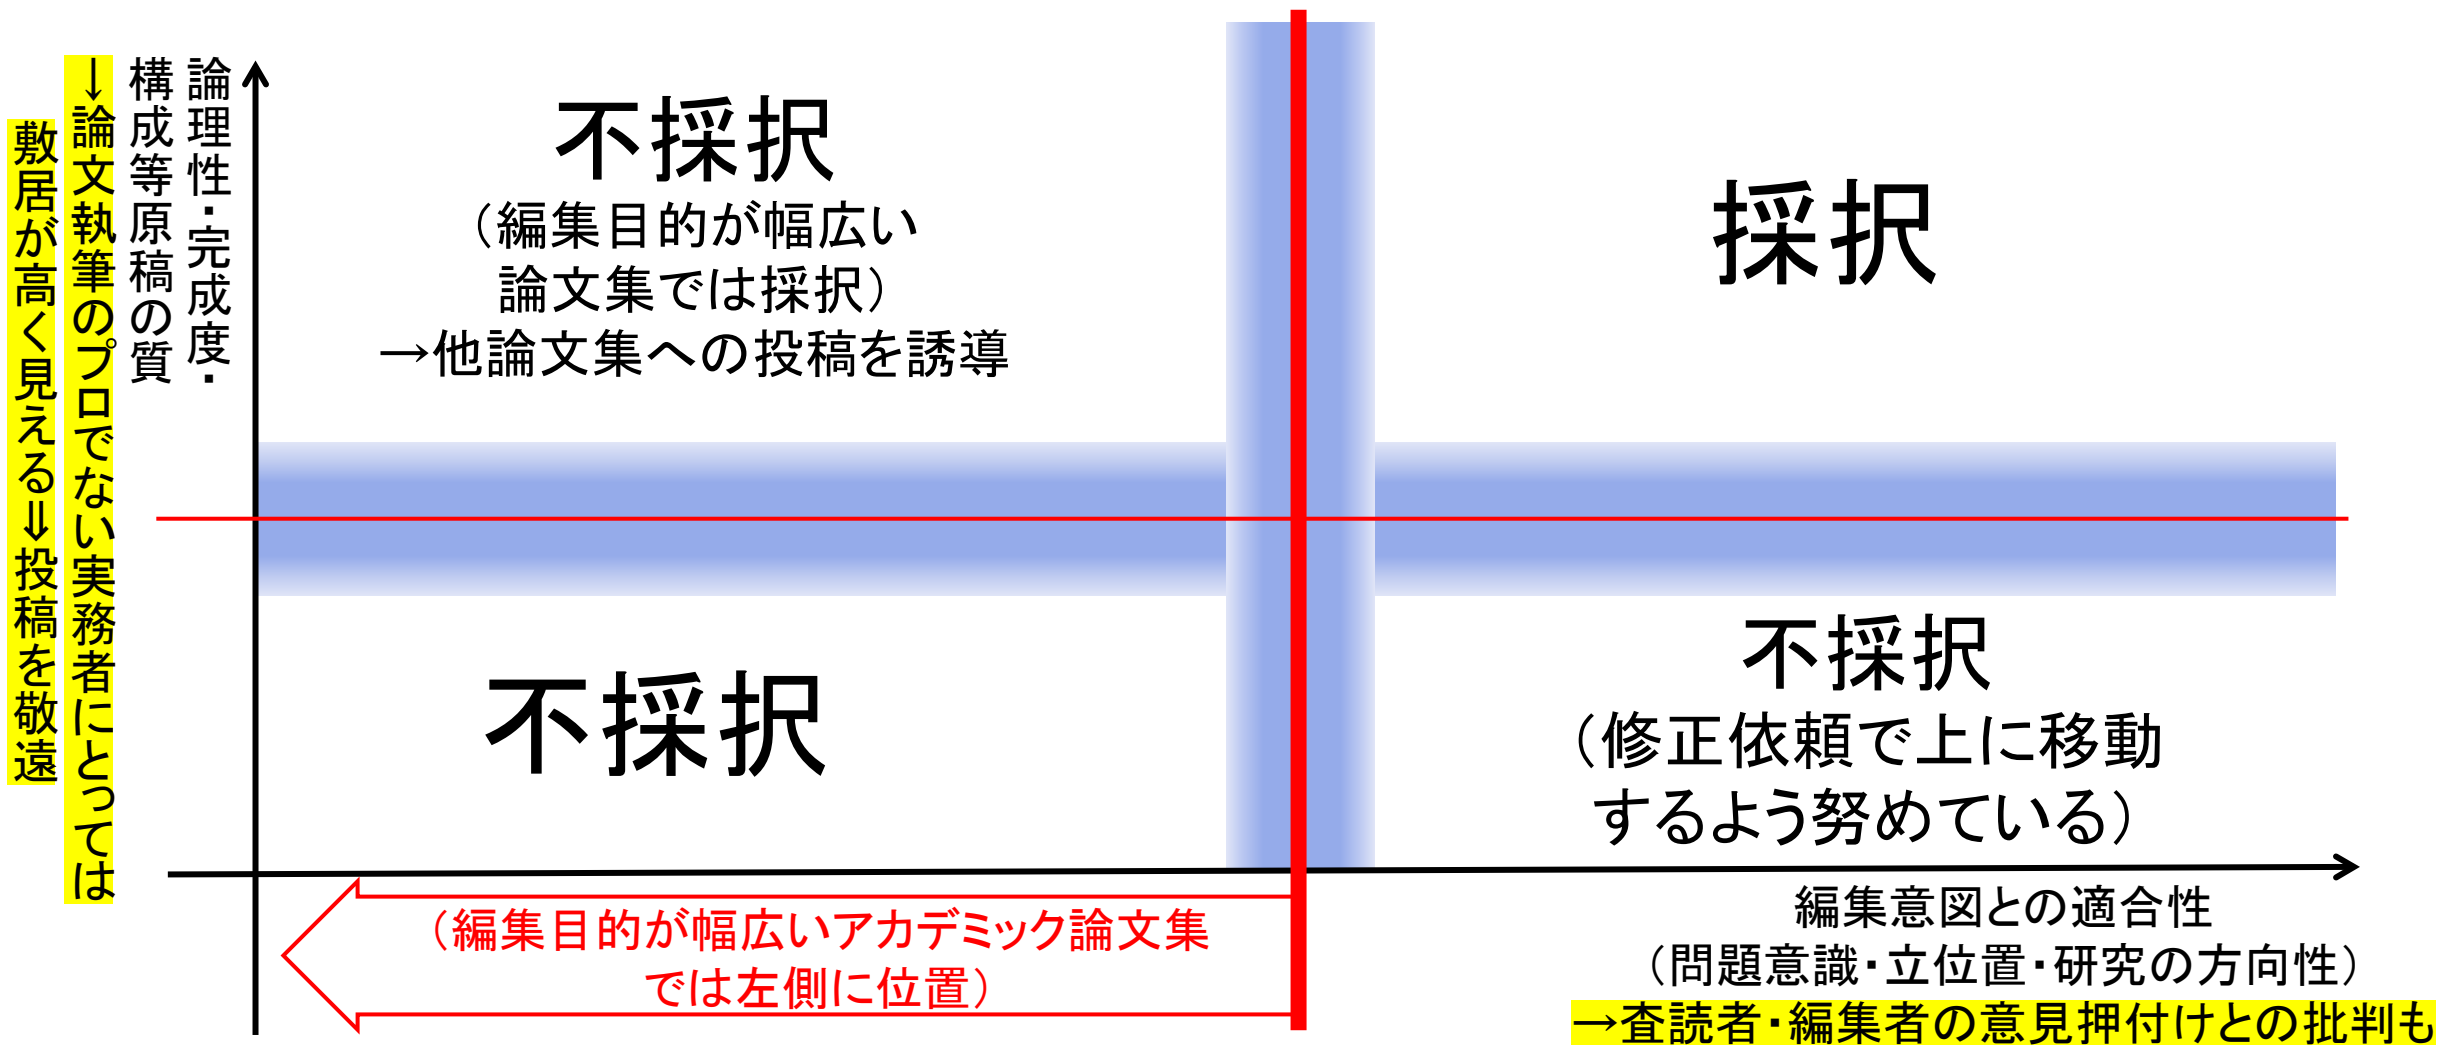 論理性・完成度・
構成等原稿の質
→論文執筆のプロでない実務者にとっては
敷居が高く見える⇒投稿を敬遠
不採択
（編集目的が幅広い
論文集では採択）
→他論文集への投稿を誘導
採択
不採択
不採択
（修正依頼で上に移動
するよう努めている）
（編集目的が幅広いアカデミック論文集
では左側に位置）
編集意図との適合性
（問題意識・立位置・研究の方向性）
→査読者・編集者の意見押付けとの批判も